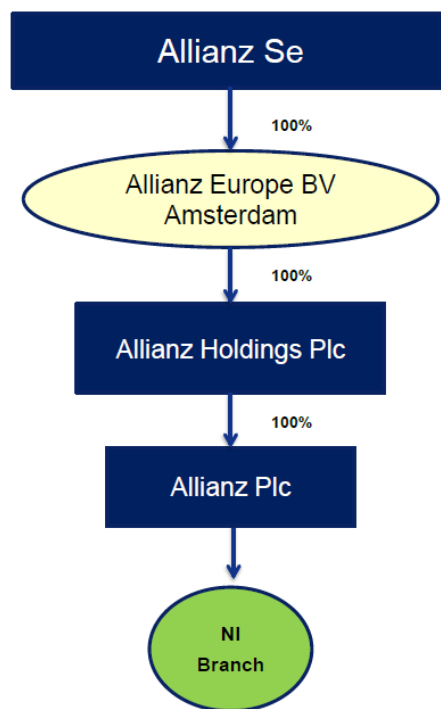 Allianz Se
100%
Allianz Europe BV
Amsterdam
100%
Allianz Holdings Plc
100%
Allianz Plc
NI
Branch